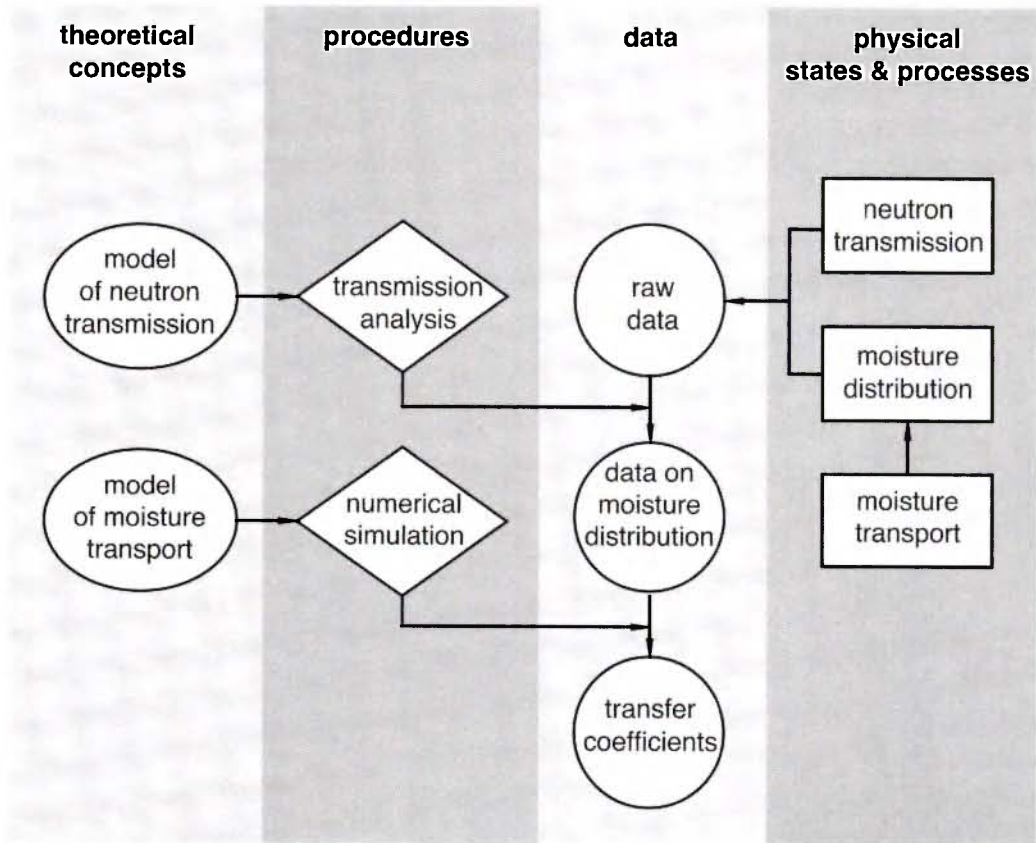 theoretical
concepts
procedures
data
physical
states & processes
model
of neutron
transmission
transmission
analysis
raw
data
neutron
transmission
moisture
distribution
model
of moisture
transport
numerical
simulation
data on
moisture
distribution
moisture
transport
transfer
coefficients